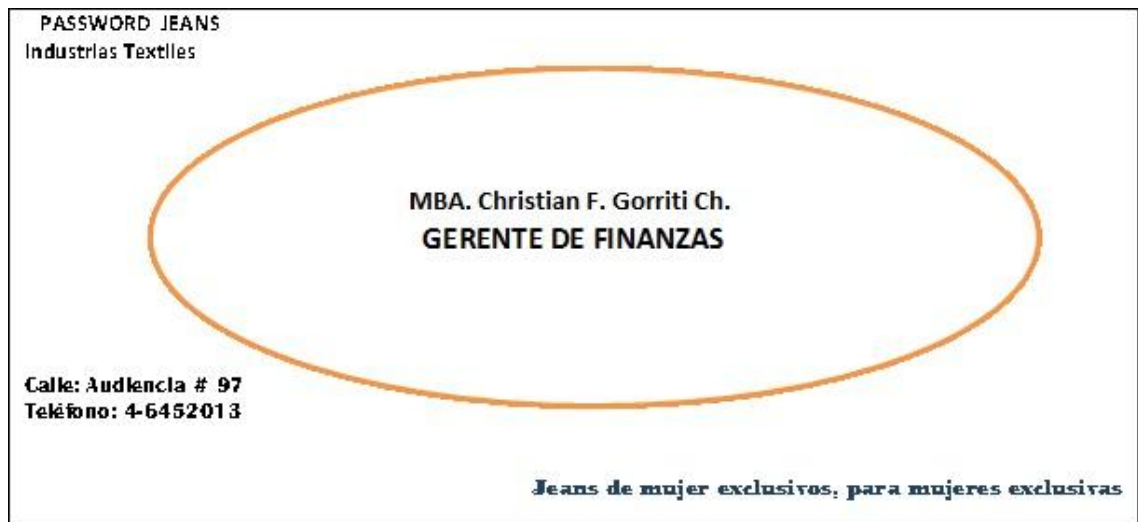 PASSWORD JEANS
Industrias Textiles
MBA. Christian F. Gorriti Ch.
GERENTE DE FINANZAS
Calle: Audiencia # 97
Teléfono: 4-6452013
Jeans de mujer exclusivos, para mujeres exclusivas